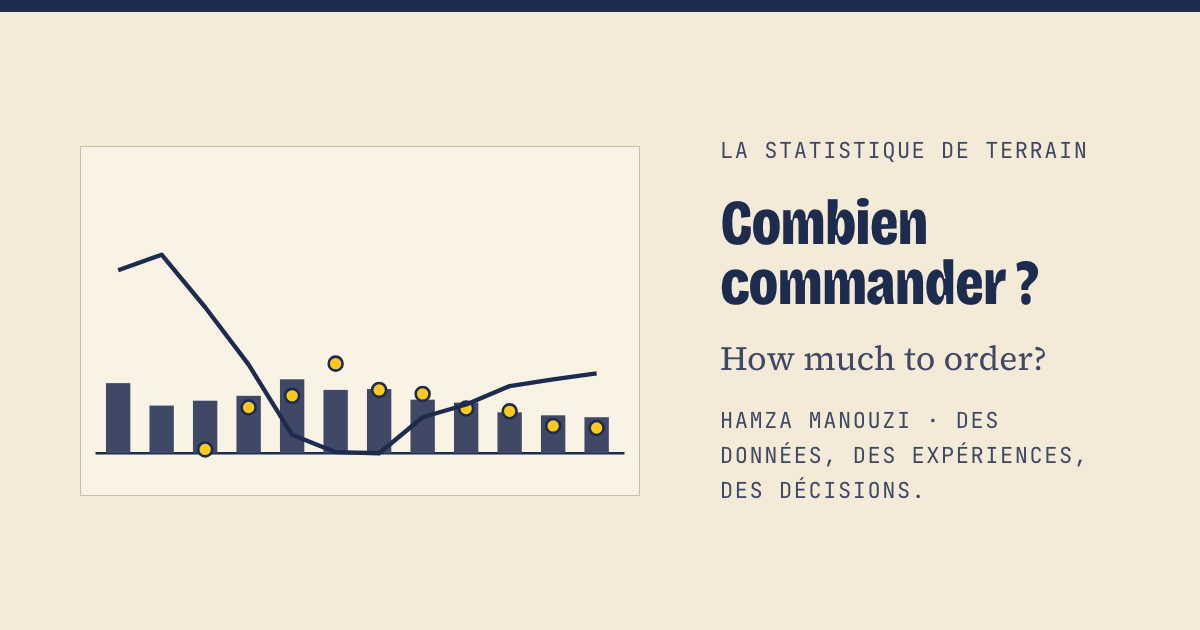 LA STATISTIQUE DE TERRAIN
Combien
commander ?
How much to order?
HAMZA MANOUZI · DES
DONNÉES, DES EXPÉRIENCES,
DES DÉCISIONS.